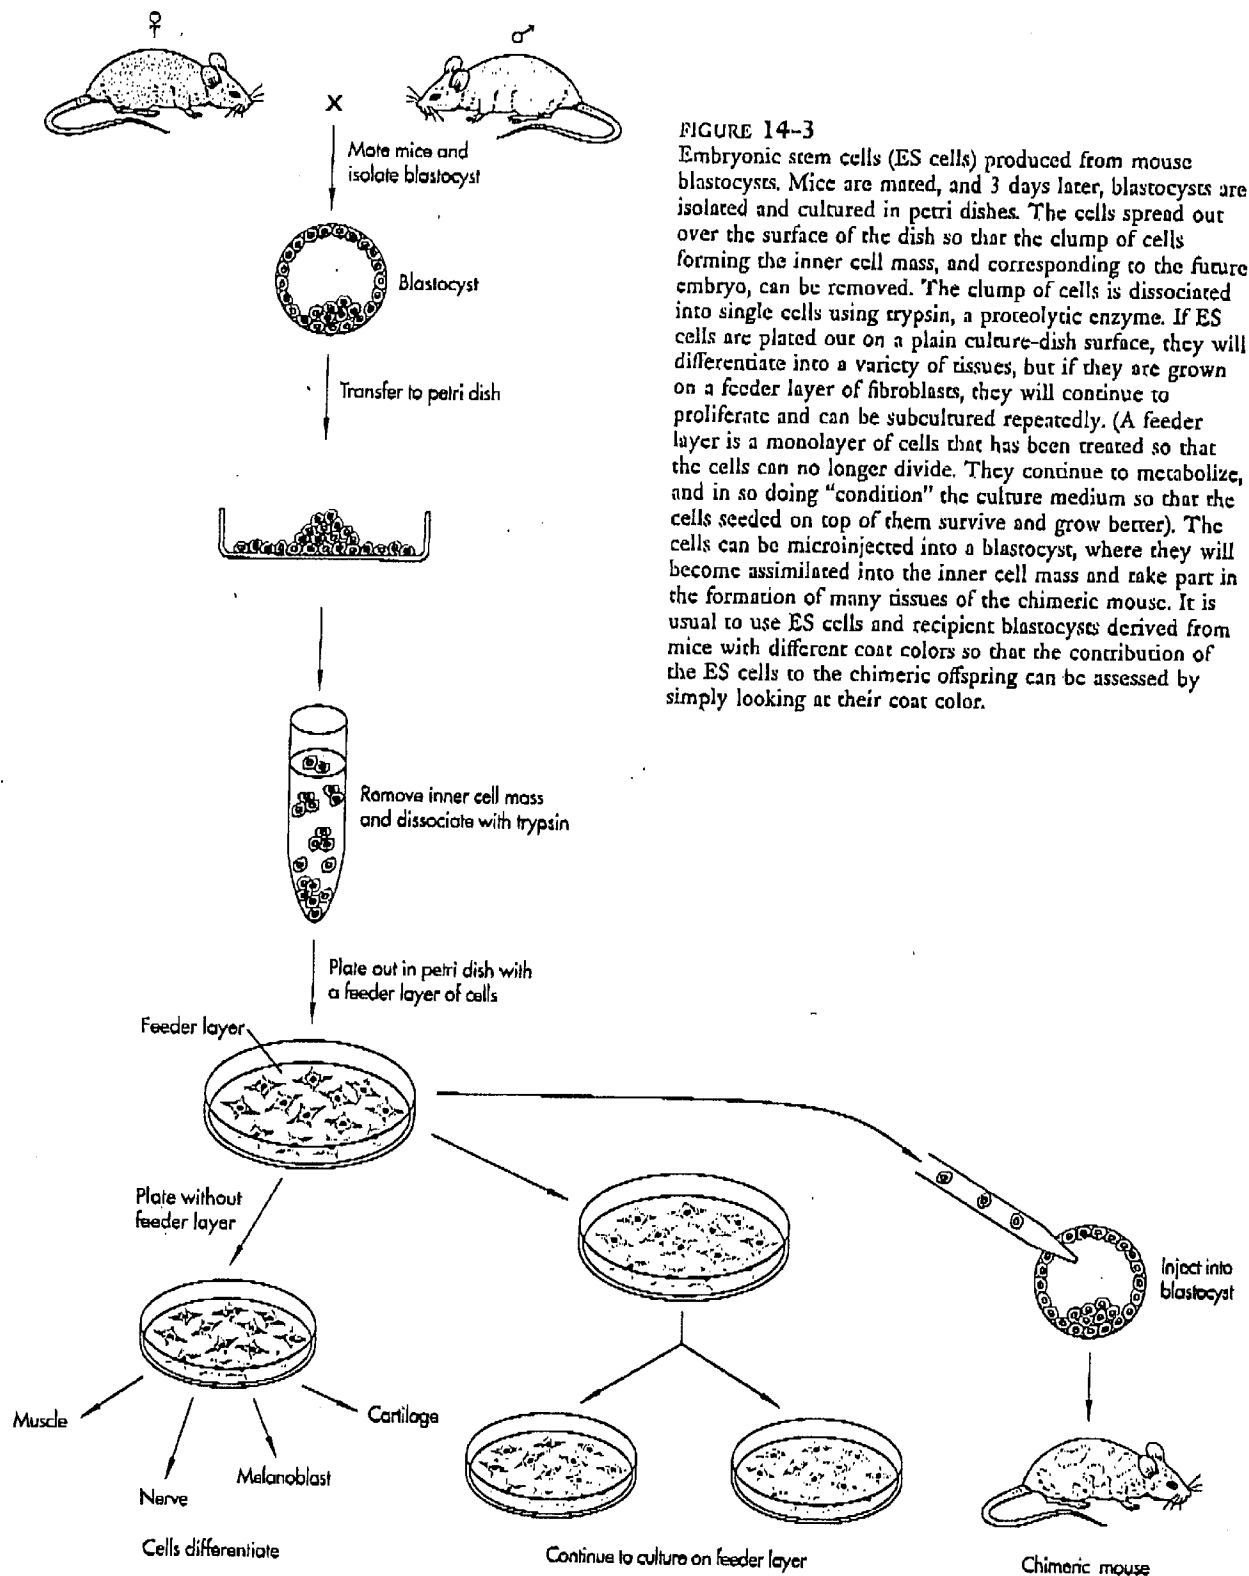 ♀
♂
X
Mate mice and
isolate blastocyst
Blastocyst
Transfer to petri dish
Remove inner cell mass
and dissociate with trypsin
Plate out in petri dish with
a feeder layer of cells
Feeder layer
Plate without
feeder layer
Inject into
blastocyst
Muscle
Nerve
Melanoblast
Cartilage
Cells differentiate
Continue to culture on feeder layer
Chimeric mouse
FIGURE 14-3
Embryonic stem cells (ES cells) produced from mouse
blastocysts. Mice are mated, and 3 days later, blastocysts are
isolated and cultured in petri dishes. The cells spread out
over the surface of the dish so that the clump of cells
forming the inner cell mass, and corresponding to the future
embryo, can be removed. The clump of cells is dissociated
into single cells using trypsin, a proteolytic enzyme. If ES
cells are plated out on a plain culture-dish surface, they will
differentiate into a variety of tissues, but if they are grown
on a feeder layer of fibroblasts, they will continue to
proliferate and can be subcultured repeatedly. (A feeder
layer is a monolayer of cells that has been treated so that
the cells can no longer divide. They continue to metabolize,
and in so doing "condition" the culture medium so that the
cells seeded on top of them survive and grow better). The
cells can be microinjected into a blastocyst, where they will
become assimilated into the inner cell mass and take part in
the formation of many tissues of the chimeric mouse. It is
usual to use ES cells and recipient blastocysts derived from
mice with different coat colors so that the contribution of
the ES cells to the chimeric offspring can be assessed by
simply looking at their coat color.